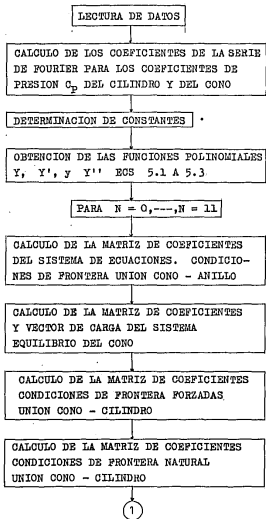 LECTURA DE DATOS
CALCULO DE LOS COEFICIENTES DE LA SERIE
DE FOURIER PARA LOS COEFICIENTES DE
PRESION Cp DEL CILINDRO Y DEL CONO
DETERMINACION DE CONSTANTES
OBTENCION DE LAS FUNCIONES POLINOMIALES
Y, Y', y Y'' ECS 5.1 A 5.3
PARA N = 0,---,N = 11
CALCULO DE LA MATRIZ DE COEFICIENTES
DEL SISTEMA DE ECUACIONES. CONDICIO-
NES DE FRONTERA UNION CONO - ANILLO
CALCULO DE LA MATRIZ DE COEFICIENTES
Y VECTOR DE CARGA DEL SISTEMA
EQUILIBRIO DEL CONO
CALCULO DE LA MATRIZ DE COEFICIENTES
CONDICIONES DE FRONTERA FORZADAS
UNION CONO - CILINDRO
CALCULO DE LA MATRIZ DE COEFICIENTES
CONDICIONES DE FRONTERA NATURAL
UNION CONO - CILINDRO
1